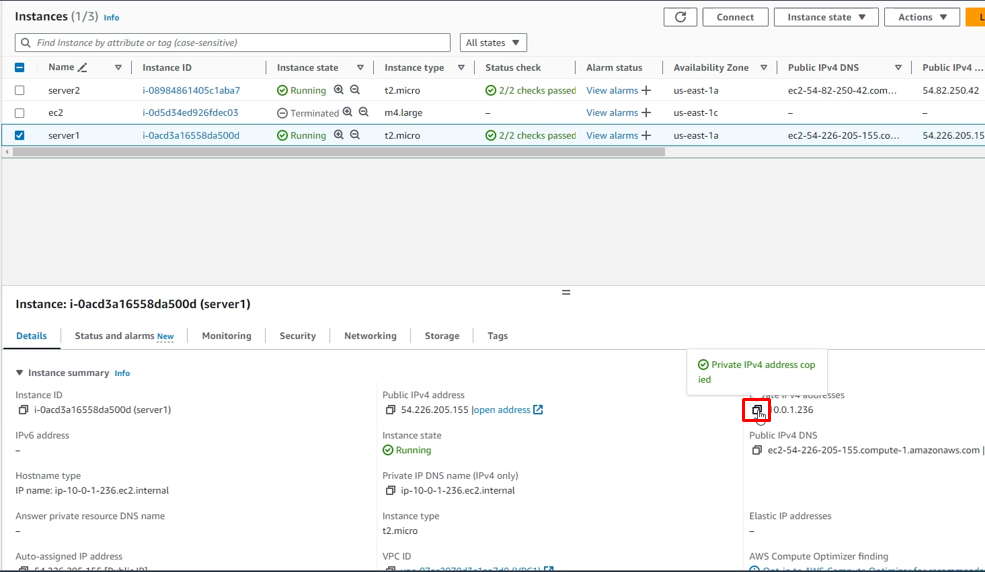 Instances (1/3) Info
Connect Instance state Actions
Find Instance by attribute or tag (case-sensitive) All states
Name Instance ID Instance state Instance type Status check Alarm status Availability Zone Public IPv4 DNS Public IPv4 ...
server2 i-08984861405c1aba7 Running t2.micro 2/2 checks passed View alarms + us-east-1a ec2-54-82-250-42.com... 54.82.250.42
ec2 i-0d5d34ed926fdec03 Terminated m4.large – View alarms + us-east-1c – –
server1 i-0acd3a16558da500d Running t2.micro 2/2 checks passed View alarms + us-east-1a ec2-54-226-205-155.co... 54.226.205.15
Instance: i-0acd3a16558da500d (server1)
Details Status and alarms New Monitoring Security Networking Storage Tags
Private IPv4 address cop
ied
Instance summary Info
Instance ID Public IPv4 address addresses
i-0acd3a16558da500d (server1) 54.226.205.155 |open address 10.0.1.236
IPv6 address Instance state Public IPv4 DNS
– Running ec2-54-226-205-155.compute-1.amazonaws.com |
Hostname type Private IP DNS name (IPv4 only)
IP name: ip-10-0-1-236.ec2.internal ip-10-0-1-236.ec2.internal
Answer private resource DNS name Instance type Elastic IP addresses
– t2.micro –
Auto-assigned IP address VPC ID AWS Compute Optimizer finding
54.226.205.155 [Public IP]